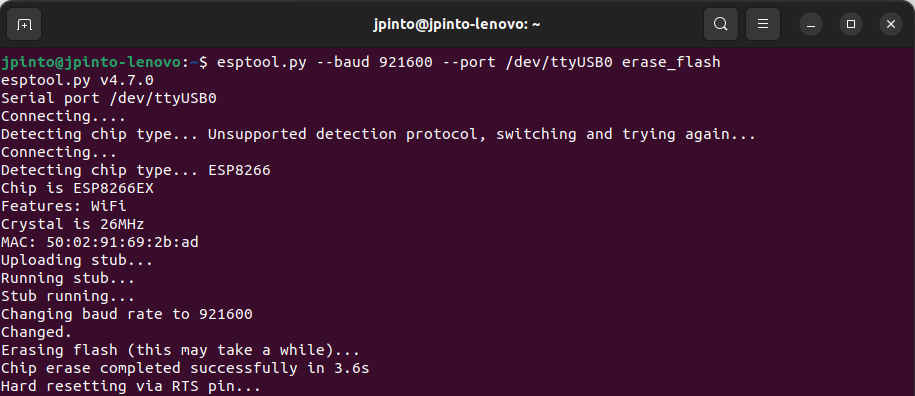 jpinto@jpinto-lenovo: ~
jpinto@jpinto-lenovo:~$ esptool.py --baud 921600 --port /dev/ttyUSB0 erase_flash
esptool.py v4.7.0
Serial port /dev/ttyUSB0
Connecting....
Detecting chip type... Unsupported detection protocol, switching and trying again...
Connecting...
Detecting chip type... ESP8266
Chip is ESP8266EX
Features: WiFi
Crystal is 26MHz
MAC: 50:02:91:69:2b:ad
Uploading stub...
Running stub...
Stub running...
Changing baud rate to 921600
Changed.
Erasing flash (this may take a while)...
Chip erase completed successfully in 3.6s
Hard resetting via RTS pin...